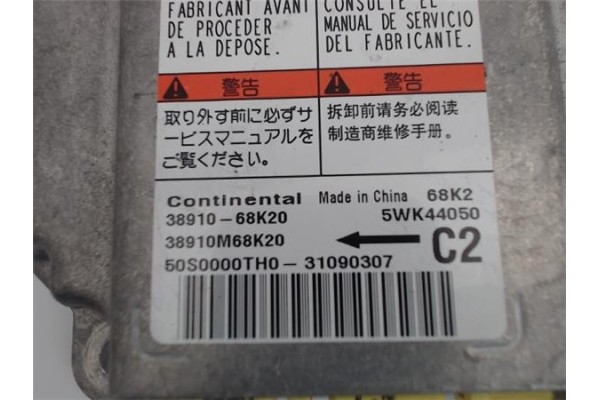 FABRICANT AVANT
DE PROCEDER
A LA DEPOSE.
CONSULTE EL
MANUAL DE SERVICIO
DEL FABRICANTE.
警告
取り外す前に必ずサ
ービスマニュアルを
ご覧ください。
警告
拆卸前请务必阅读
制造商维修手册。
Continental Made in China 68K2
38910-68K20 5WK44050
38910M68K20
C2
50S0000TH0-31090307